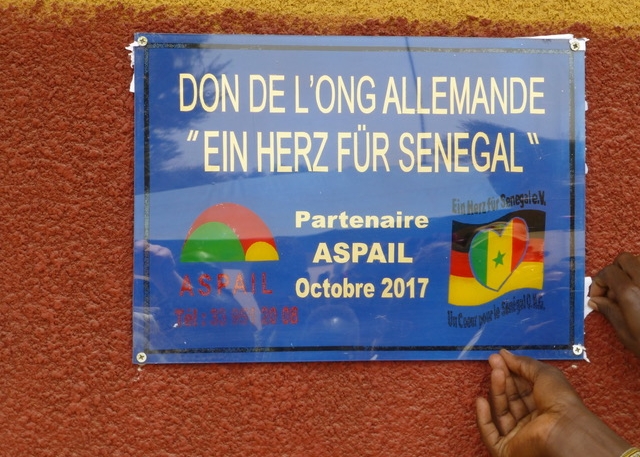 DON DE L'ONG ALLEMANDE
"EIN HERZ FÜR SENEGAL"
Partenaire
ASPAIL
Octobre 2017
ASPAIL
Tel :
Ein Herz für Senegal e.V.
Un Coeur pour le Sénégal